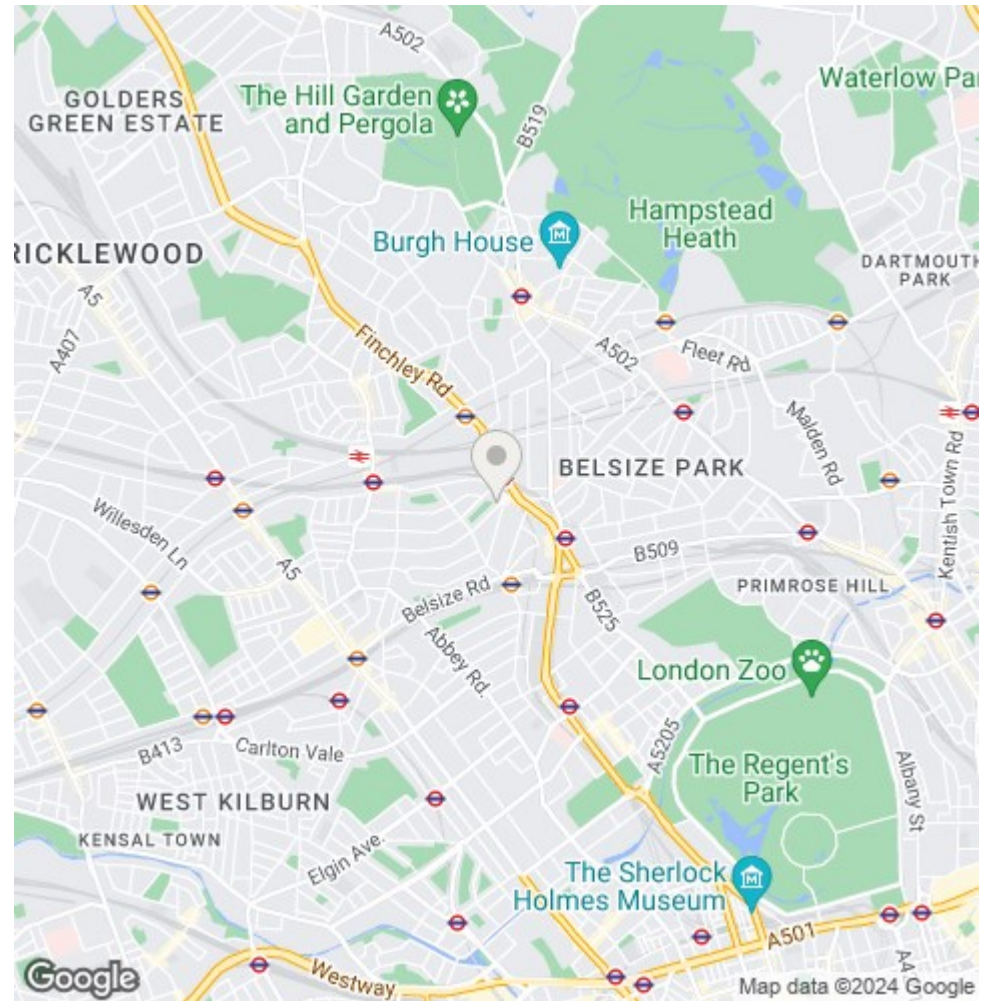 A502
GOLDERS
GREEN ESTATE
The Hill Garden
and Pergola
B519
Waterlow Pa
Hampstead
Heath
Burgh House
RICKLEWOOD
DARTMOUTH
PARK
A5
A407
Finchley Rd
A502
Fleet Rd
Malden Rd
Kentish Town Rd
BELSIZE PARK
Willesden Ln
A5
B509
PRIMROSE HILL
Belsize Rd
B525
Abbey Rd.
London Zoo
B413
Carlton Vale
A5205
The Regent's
Park
Albany St
WEST KILBURN
KENSAL TOWN
Elgin Ave.
The Sherlock
Holmes Museum
A501
A4
Westway
Google
Map data ©2024 Google